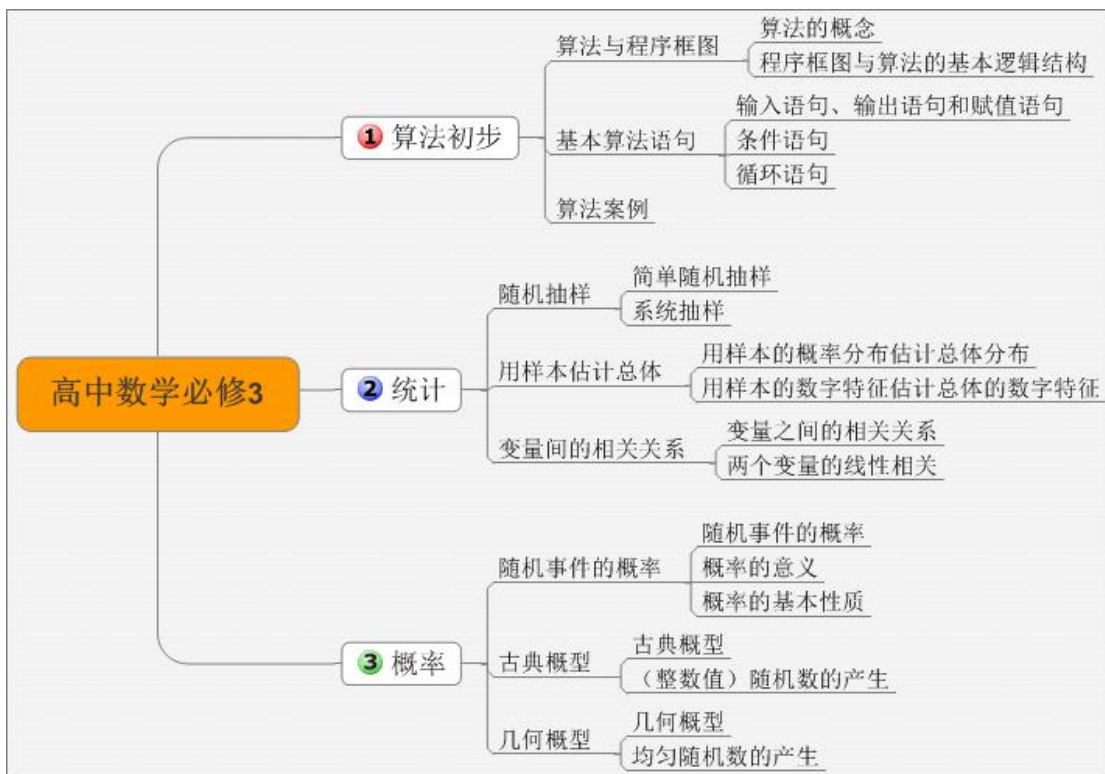 高中数学必修3
1 算法初步
算法与程序框图
算法的概念
程序框图与算法的基本逻辑结构
基本算法语句
输入语句、输出语句和赋值语句
条件语句
循环语句
算法案例
2 统计
随机抽样
简单随机抽样
系统抽样
用样本估计总体
用样本的概率分布估计总体分布
用样本的数字特征估计总体的数字特征
变量间的相关关系
变量之间的相关关系
两个变量的线性相关
3 概率
随机事件的概率
随机事件的概率
概率的意义
概率的基本性质
古典概型
古典概型
（整数值）随机数的产生
几何概型
几何概型
均匀随机数的产生